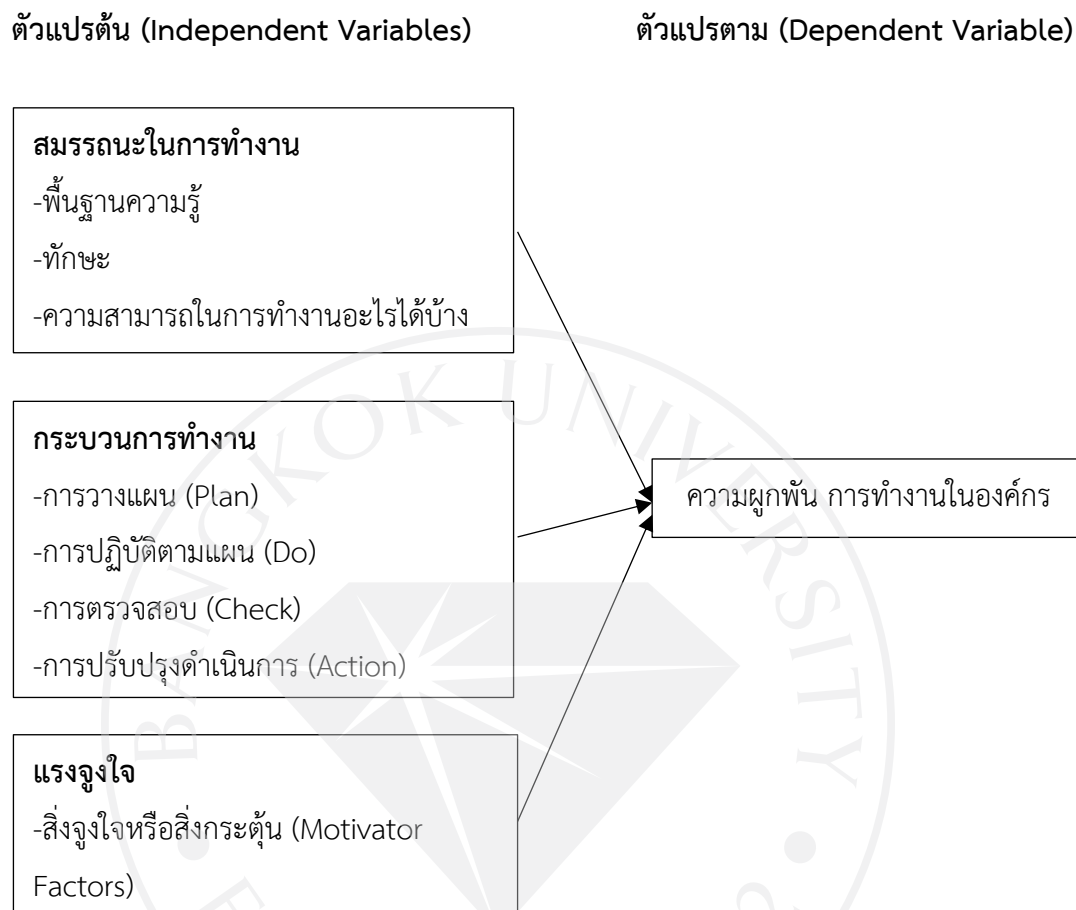 ตัวแปรต้น (Independent Variables)
ตัวแปรตาม (Dependent Variable)
สมรรถนะในการทำงาน
-พื้นฐานความรู้
-ทักษะ
-ความสามารถในการทำงานอะไรได้บ้าง
กระบวนการทำงาน
-การวางแผน (Plan)
-การปฏิบัติตามแผน (Do)
-การตรวจสอบ (Check)
-การปรับปรุงดำเนินการ (Action)
ความผูกพัน การทำงานในองค์กร
แรงจูงใจ
-สิ่งจูงใจหรือสิ่งกระตุ้น (Motivator
Factors)
BANGKOK UNIVERSITY